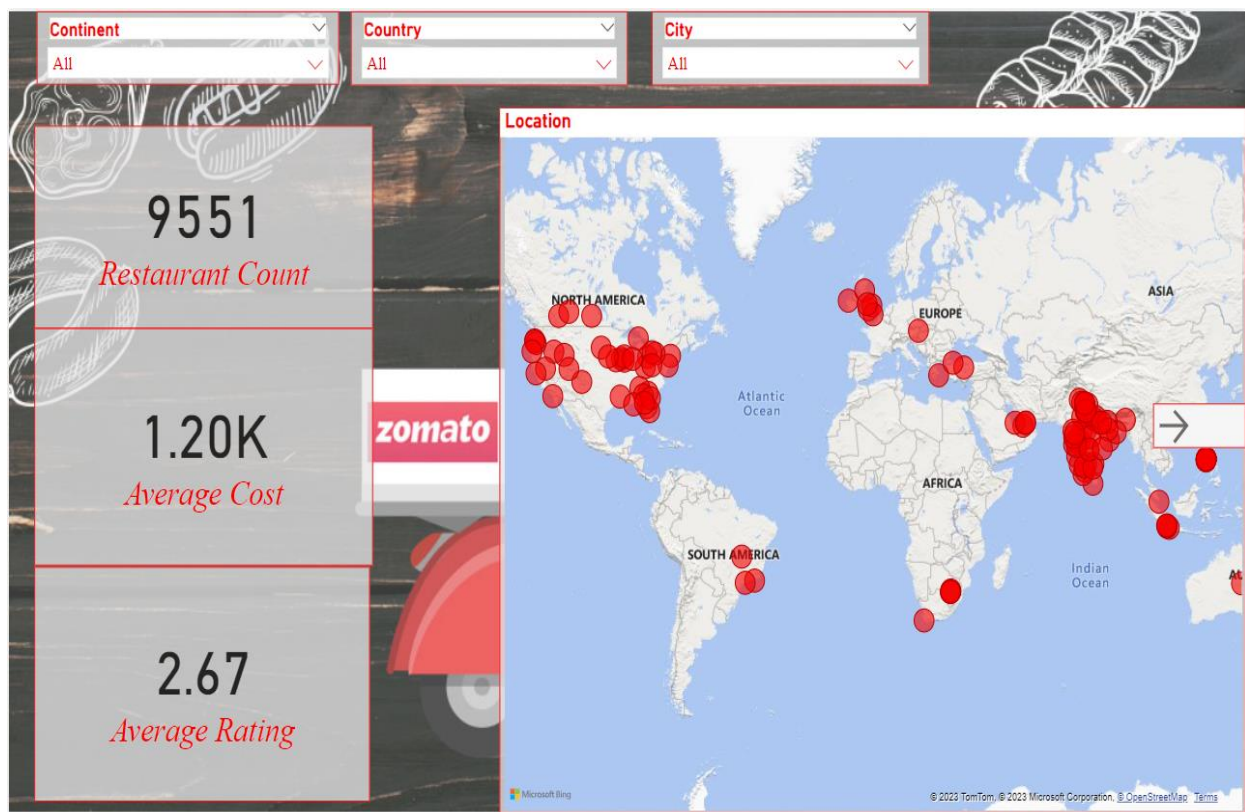 Continent
All
Country
All
City
All
Location
9551
Restaurant Count
1.20K
Average Cost
2.67
Average Rating
zomato
NORTH AMERICA
EUROPE
ASIA
Atlantic
Ocean
AFRICA
SOUTH AMERICA
Indian
Ocean
Microsoft Bing
© 2023 TomTom, © 2023 Microsoft Corporation, © OpenStreetMap Terms